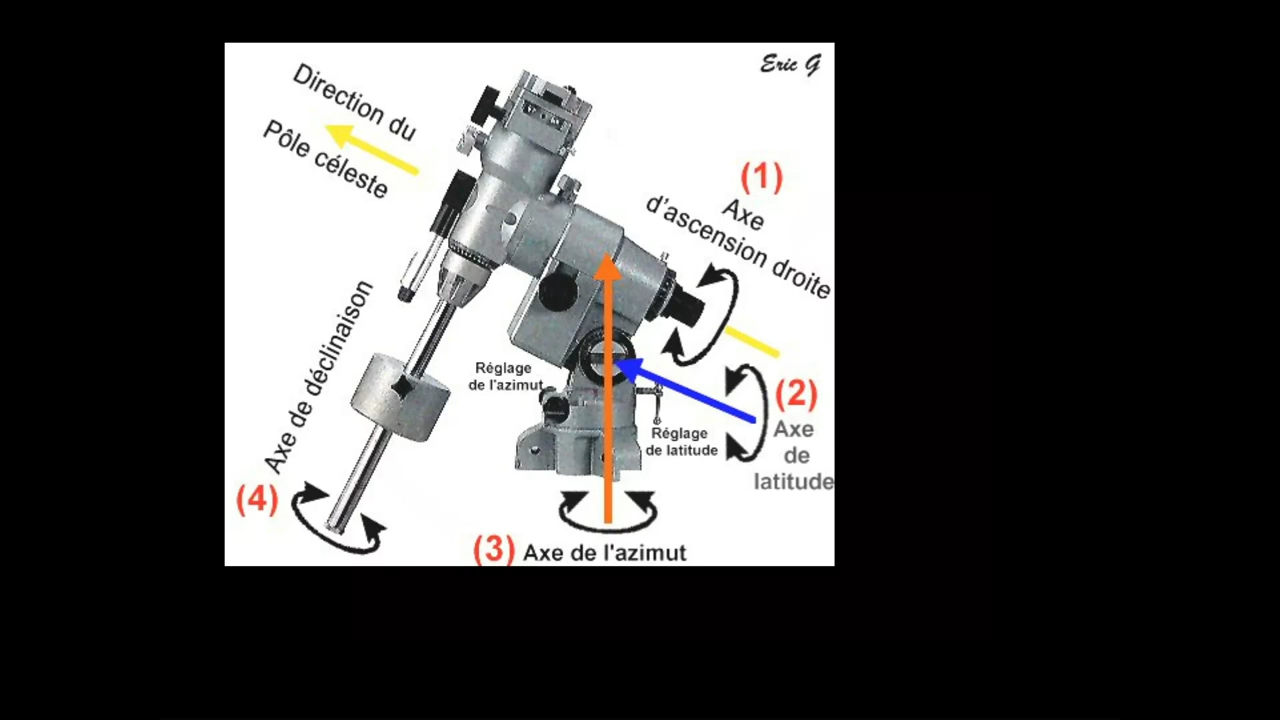 Eric G
Direction du
Pôle céleste
(1)
Axe
d'ascension droite
Axe de déclinaison
Réglage
de l'azimut
(2)
Axe
de
latitude
Réglage
de latitude
(4)
(3) Axe de l'azimut